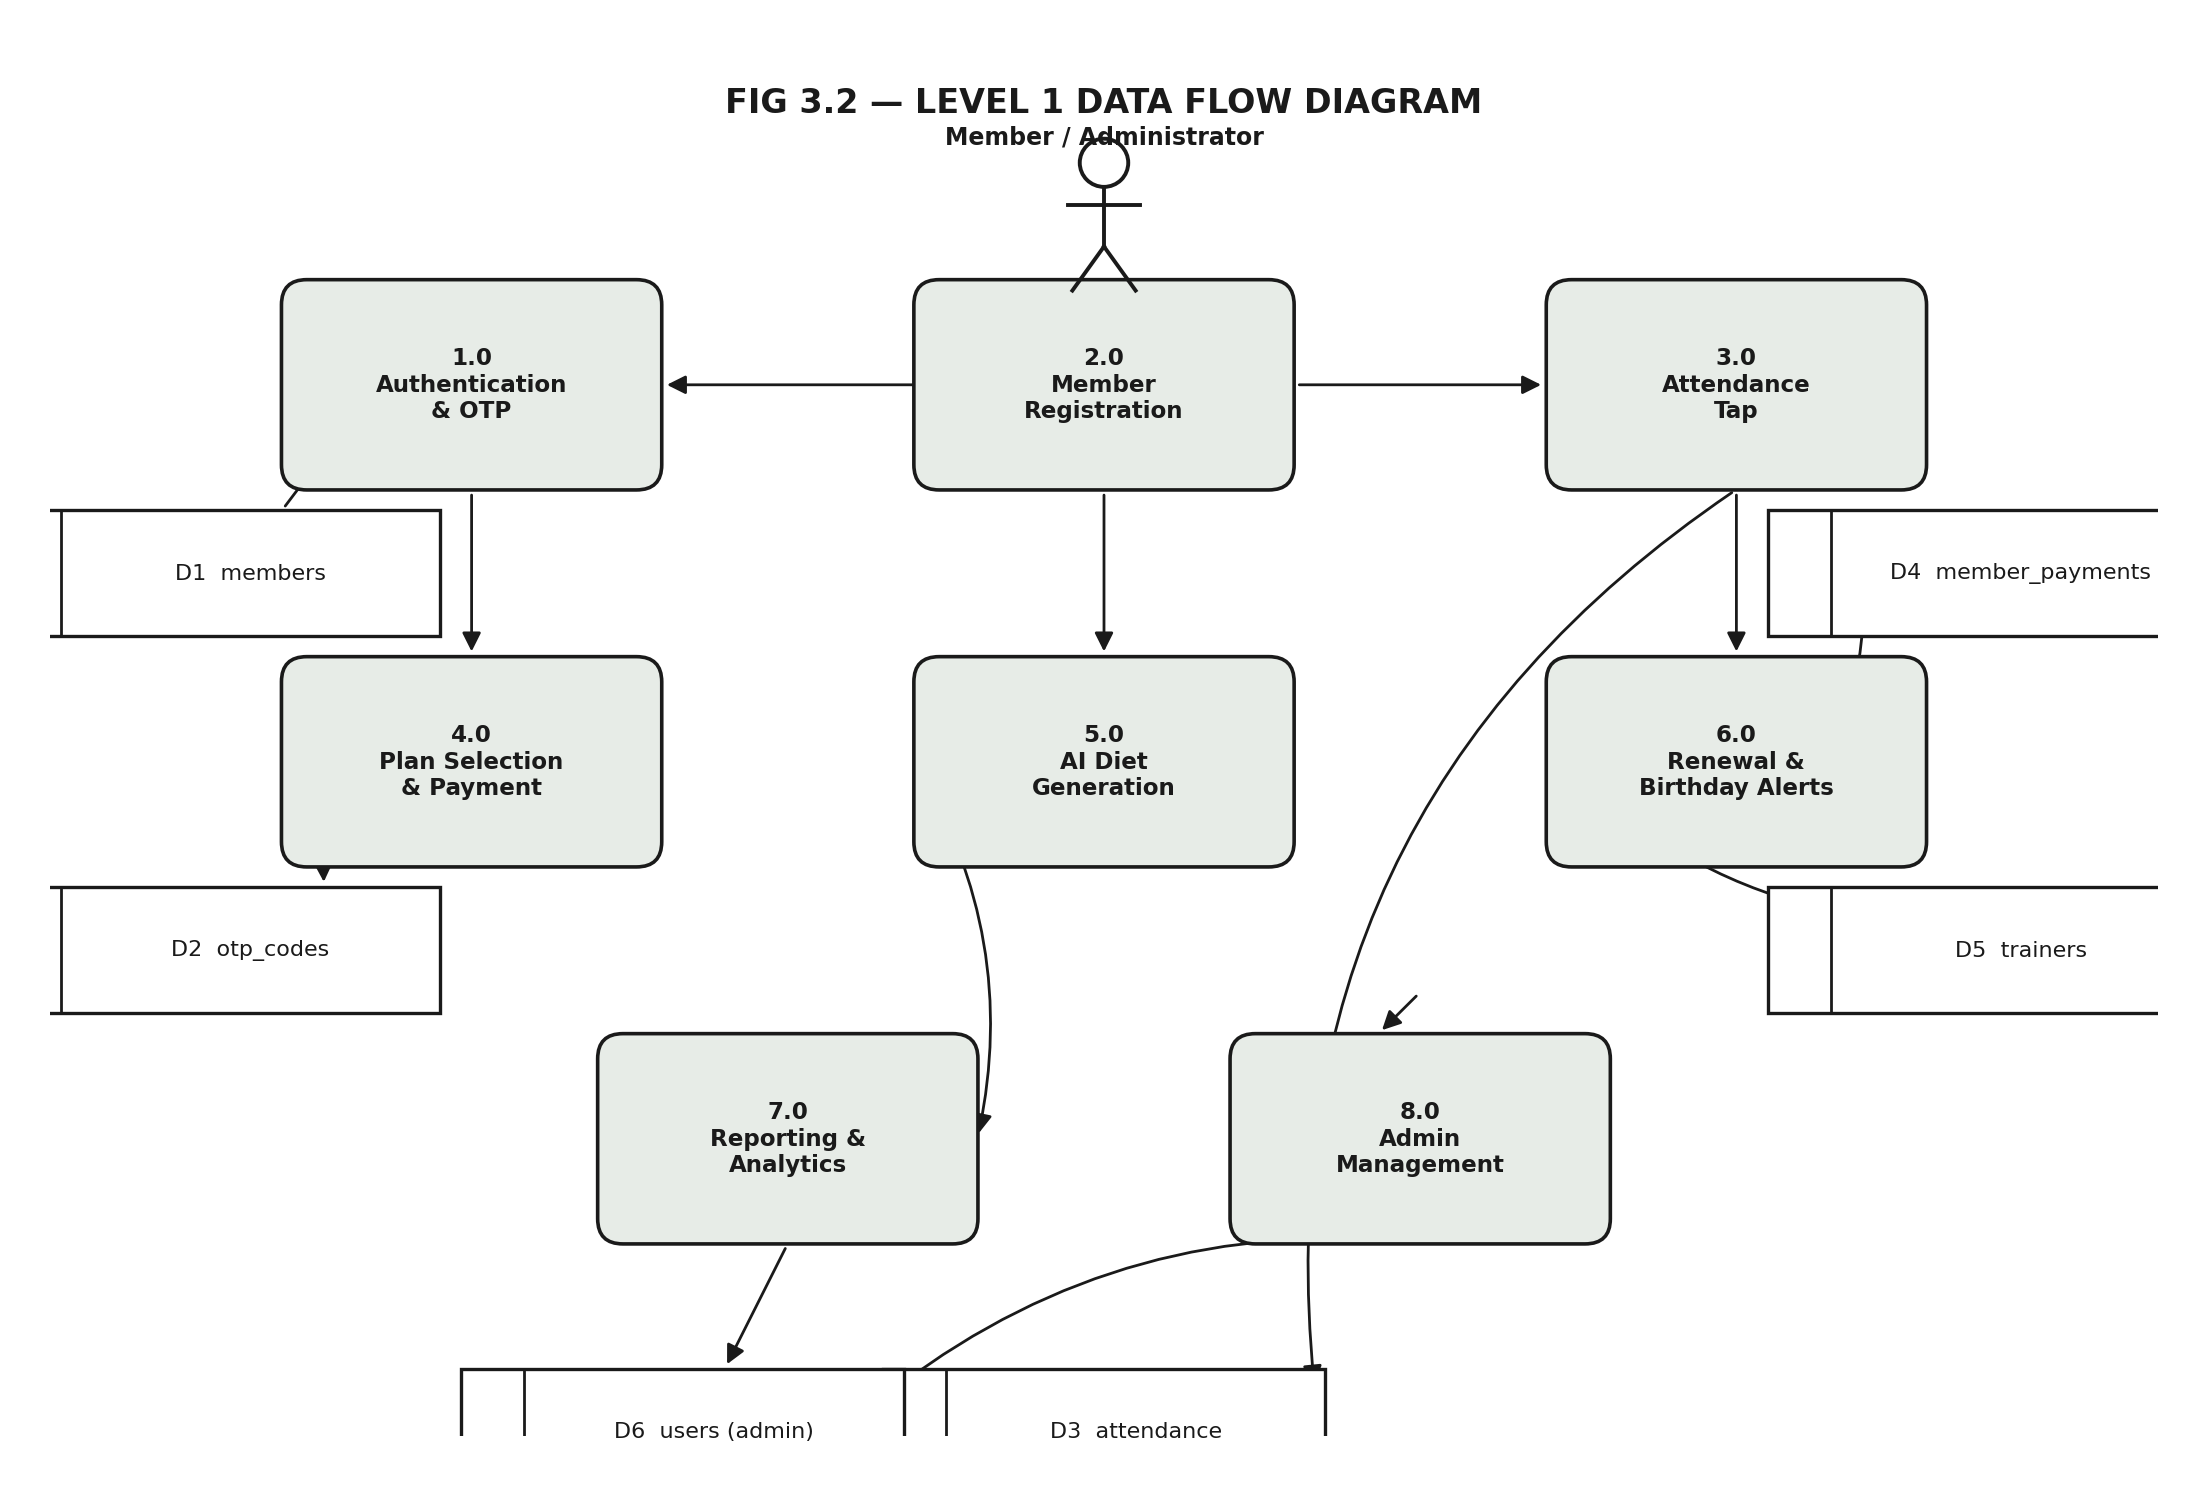 FIG 3.2 — LEVEL 1 DATA FLOW DIAGRAM
Member / Administrator
1.0
Authentication
& OTP
2.0
Member
Registration
3.0
Attendance
Tap
D1  members
D4  member_payments
4.0
Plan Selection
& Payment
5.0
AI Diet
Generation
6.0
Renewal &
Birthday Alerts
D2  otp_codes
D5  trainers
7.0
Reporting &
Analytics
8.0
Admin
Management
D6  users (admin)
D3  attendance